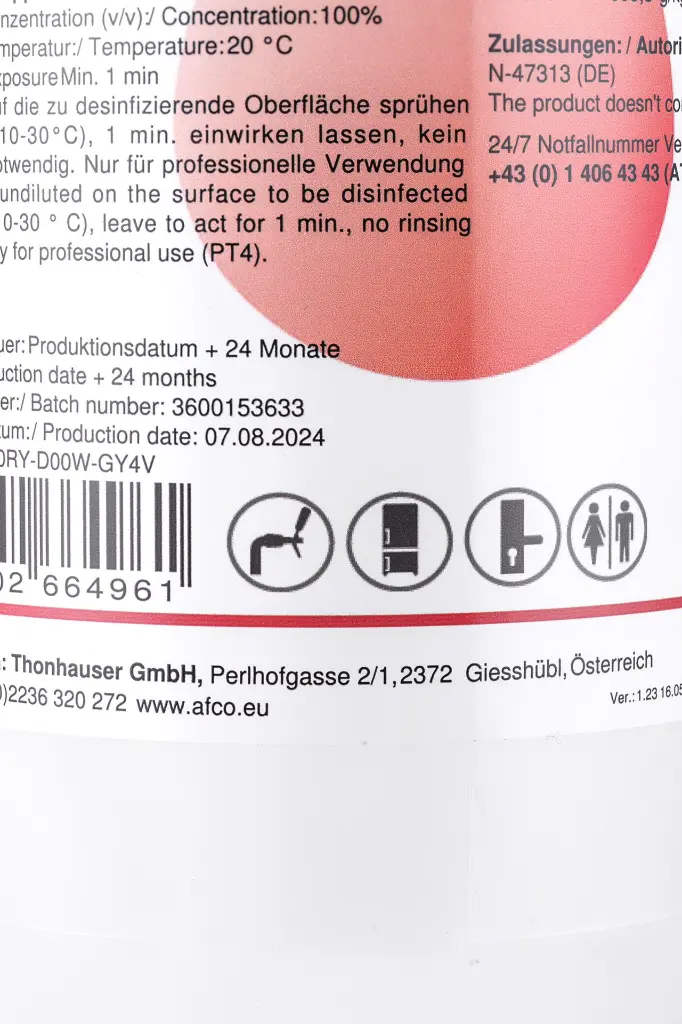 nzentration (v/v):/ Concentration:100%
mperatur:/ Temperature:20 °C
xposure Min. 1 min
f die zu desinfizierende Oberfläche sprühen
10-30°C), 1 min. einwirken lassen, kein
otwendig. Nur für professionelle Verwendung
undiluted on the surface to be disinfected
0-30 ° C), leave to act for 1 min., no rinsing
y for professional use (PT4).
Zulassungen: / Autori
N-47313 (DE)
The product doesn't co
24/7 Notfallnummer Ve
+43 (0) 1 406 43 43 (A
uer: Produktionsdatum + 24 Monate
uction date + 24 months
er:/ Batch number: 3600153633
tum:/ Production date: 07.08.2024
0RY-D00W-GY4V
02 664961
: Thonhauser GmbH, Perlhofgasse 2/1,2372 Giesshübl, Österreich
)2236 320 272 www.afco.eu
Ver.: 1.23 16.05